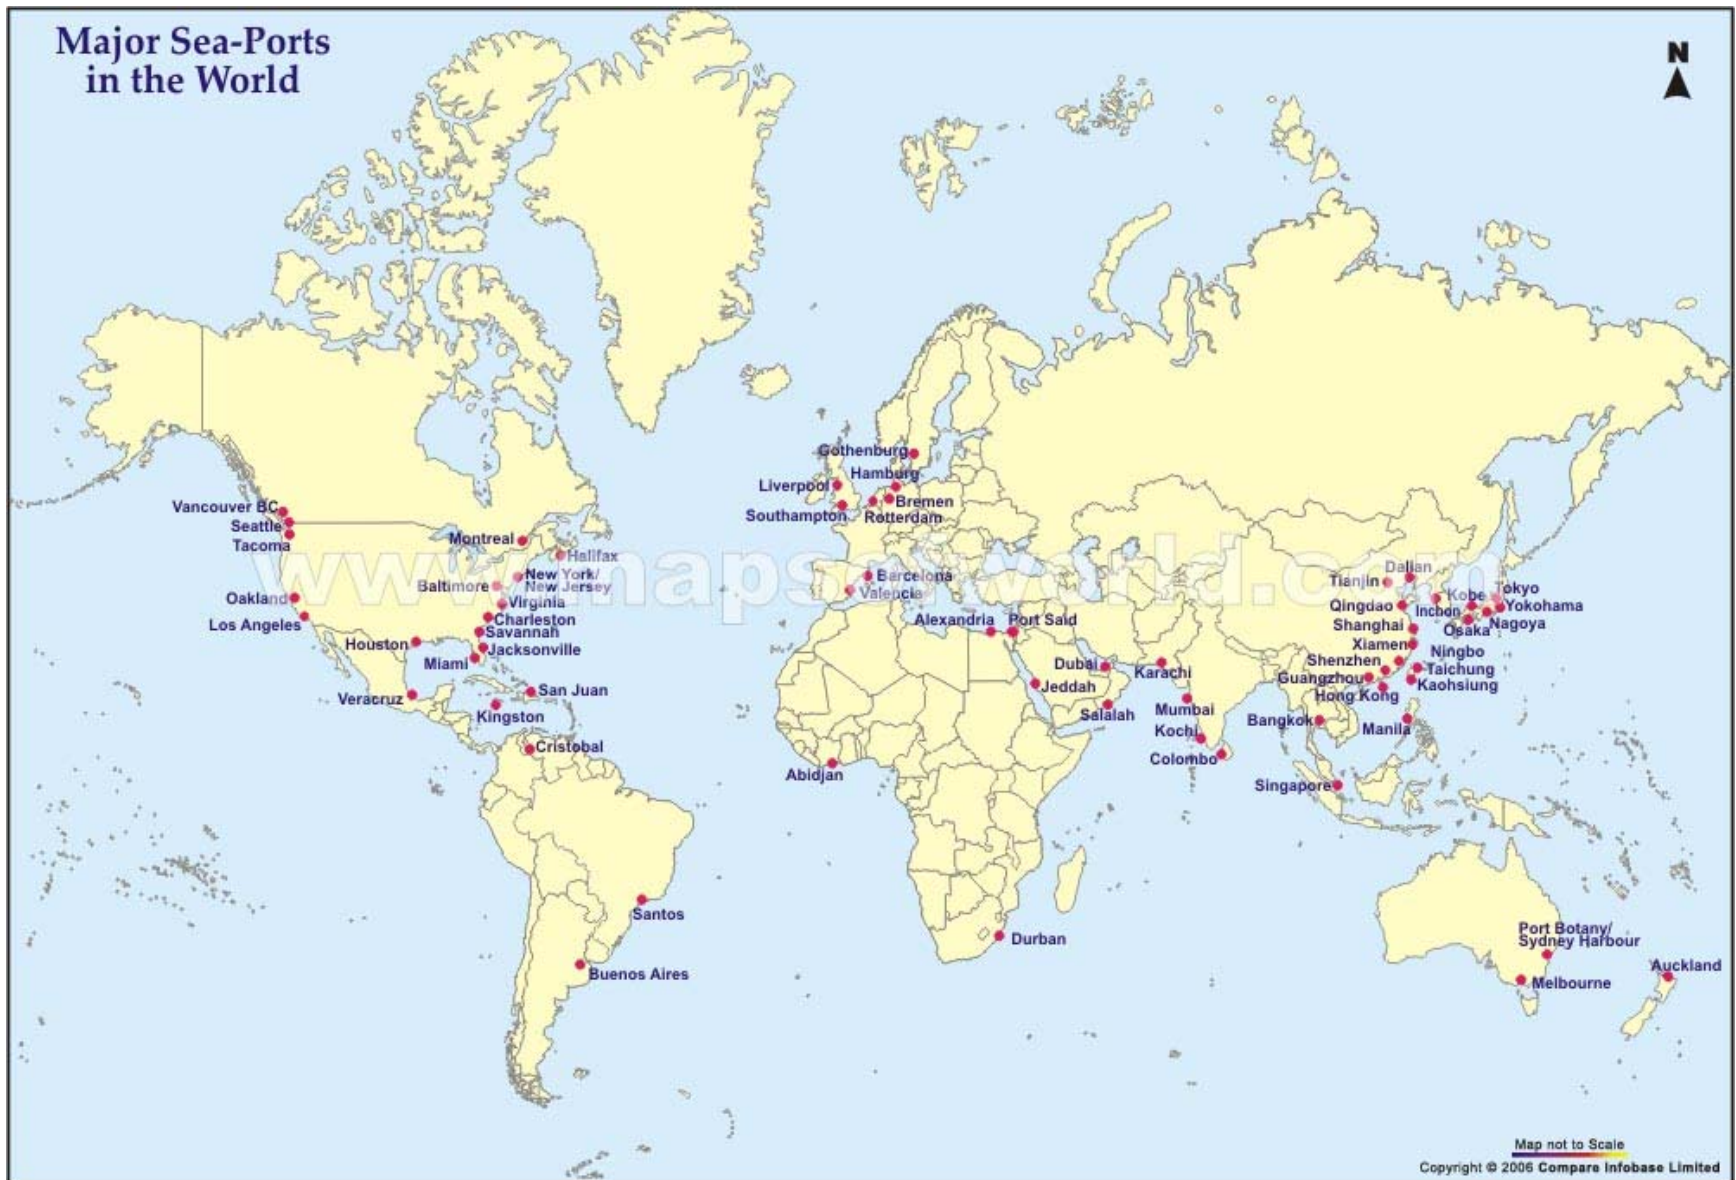 Major Sea-Ports
in the World
N
Gothenburg
Hamburg
Liverpool
Bremen
Southampton
Rotterdam
Vancouver BC
Seattle
Tacoma
Montreal
Halifax
www.mapsofworld.com
New York/
New Jersey
Baltimore
Virginia
Oakland
Los Angeles
Charleston
Savannah
Houston
Jacksonville
Miami
Veracruz
San Juan
Kingston
Cristobal
Barcelona
Valencia
Alexandria
Port Said
Dubai
Karachi
Jeddah
Salalah
Mumbai
Kochi
Colombo
Abidjan
Dalian
Tianjin
Tokyo
Kobe
Qingdao
Inchon
Yokohama
Shanghai
Osaka
Nagoya
Xiamen
Ningbo
Shenzhen
Taichung
Guangzhou
Kaohsiung
Hong Kong
Bangkok
Manila
Singapore
Santos
Buenos Aires
Durban
Port Botany/
Sydney Harbour
Auckland
Melbourne
Map not to Scale
Copyright © 2006 Compare Infobase Limited